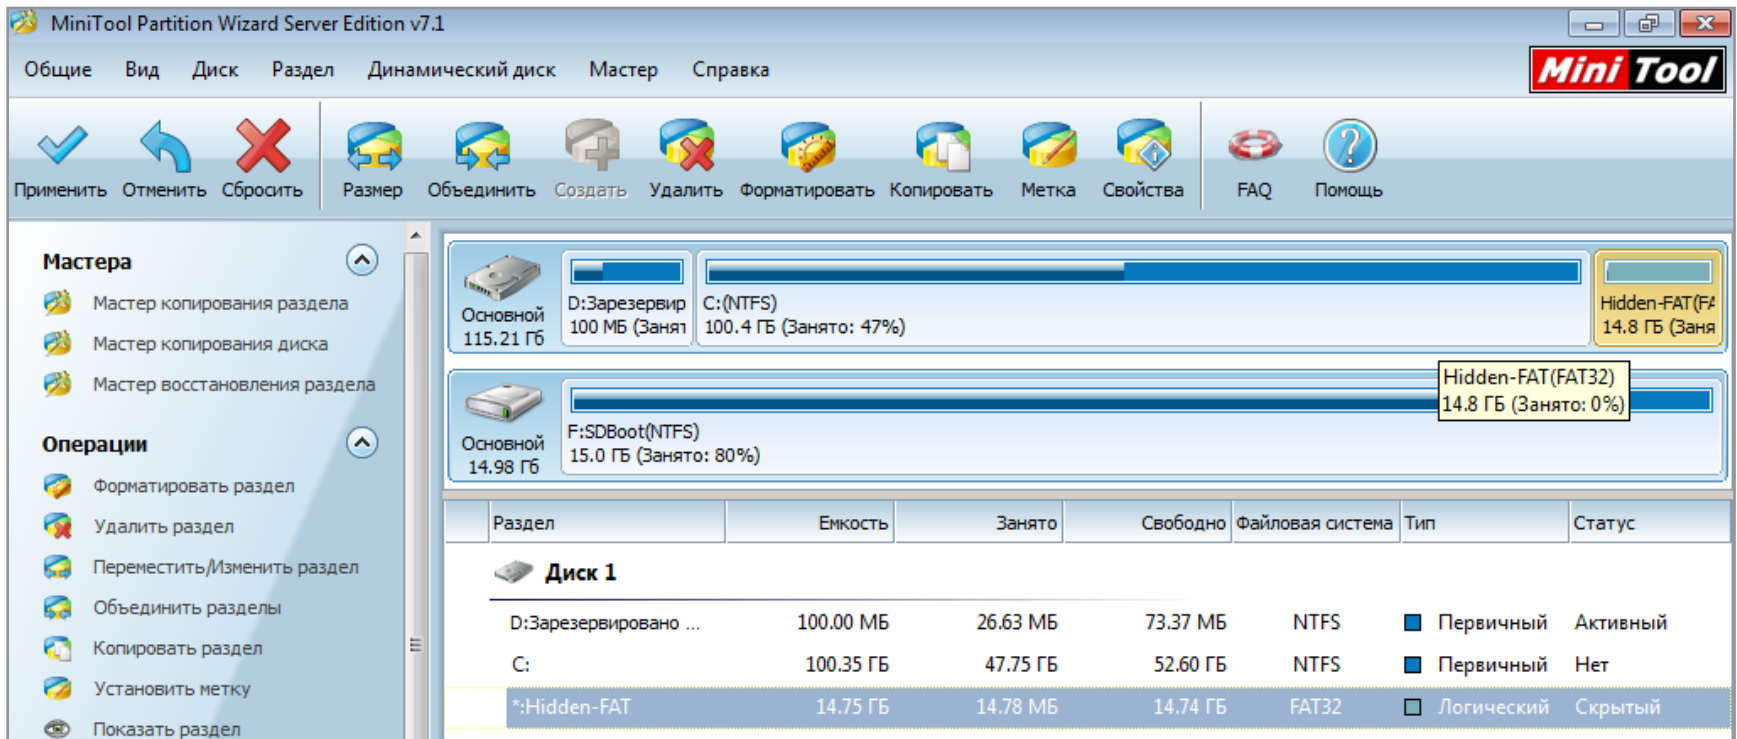 MiniTool Partition Wizard Server Edition v7.1
Общие Вид Диск Раздел Динамический диск Мастер Справка
Mini Tool
Применить Отменить Сбросить Размер Объединить Создать Удалить Форматировать Копировать Метка Свойства FAQ Помощь
Мастера
Мастер копирования раздела
Мастер копирования диска
Мастер восстановления раздела
Операции
Форматировать раздел
Удалить раздел
Переместить/Изменить раздел
Объединить разделы
Копировать раздел
Установить метку
Показать раздел
Основной
115.21 Гб
D:Зарезервир
100 МБ (Занят
C:(NTFS)
100.4 ГБ (Занято: 47%)
Hidden-FAT(FA
14.8 ГБ (Заня
Hidden-FAT(FAT32)
14.8 ГБ (Занято: 0%)
Основной
14.98 Гб
F:SDBoot(NTFS)
15.0 ГБ (Занято: 80%)
Раздел Емкость Занято Свободно Файловая система Тип Статус
Диск 1
D:Зарезервировано ... 100.00 МБ 26.63 МБ 73.37 МБ NTFS Первичный Активный
C: 100.35 ГБ 47.75 ГБ 52.60 ГБ NTFS Первичный Нет
*:Hidden-FAT 14.75 ГБ 14.78 МБ 14.74 ГБ FAT32 Логический Скрытый